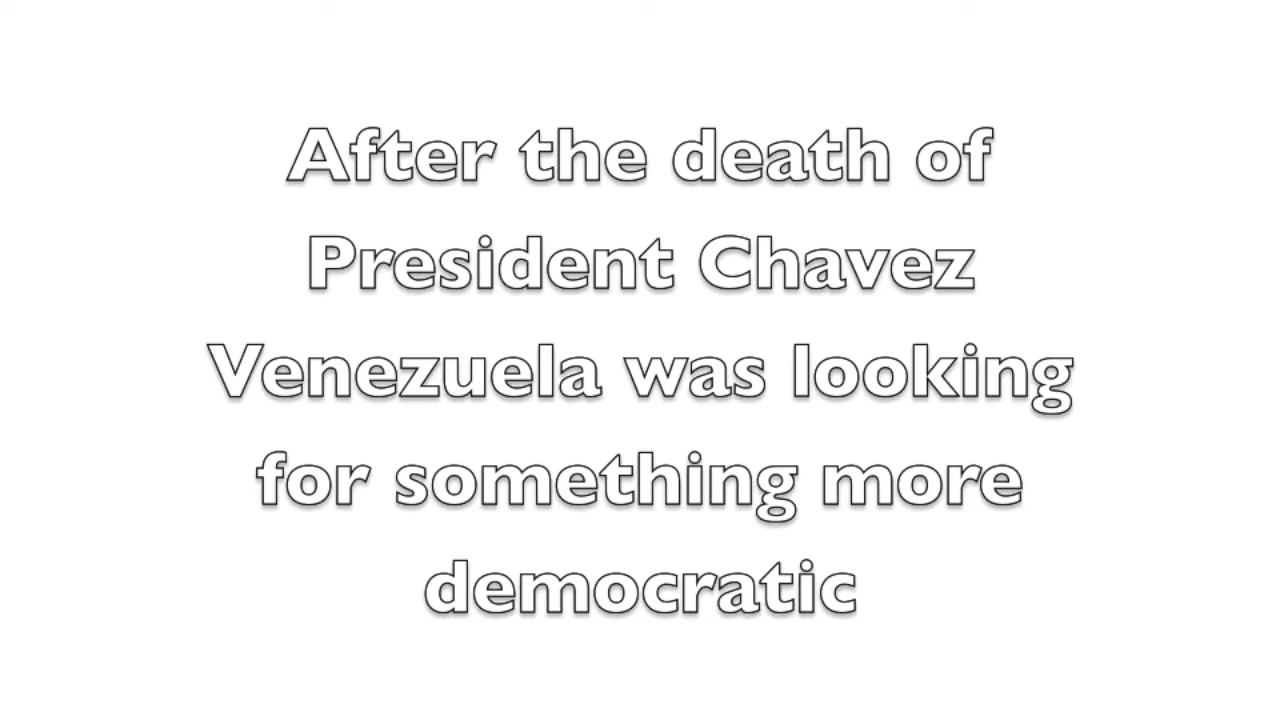 After the death of
President Chavez
Venezuela was looking
for something more
democratic